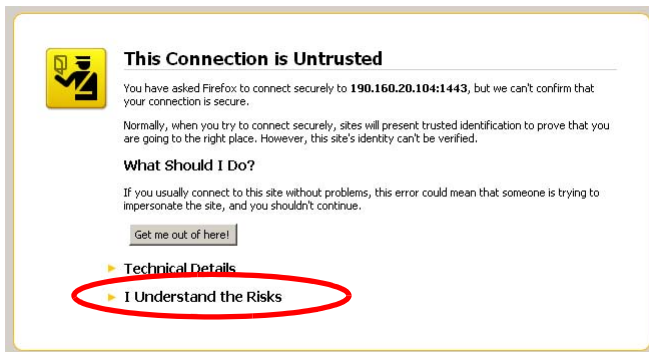 This Connection is Untrusted
You have asked Firefox to connect securely to 190.160.20.104:1443, but we can't confirm that
your connection is secure.
Normally, when you try to connect securely, sites will present trusted identification to prove that you
are going to the right place. However, this site's identity can't be verified.
What Should I Do?
If you usually connect to this site without problems, this error could mean that someone is trying to
impersonate the site, and you shouldn't continue.
Get me out of here!
Technical Details
I Understand the Risks